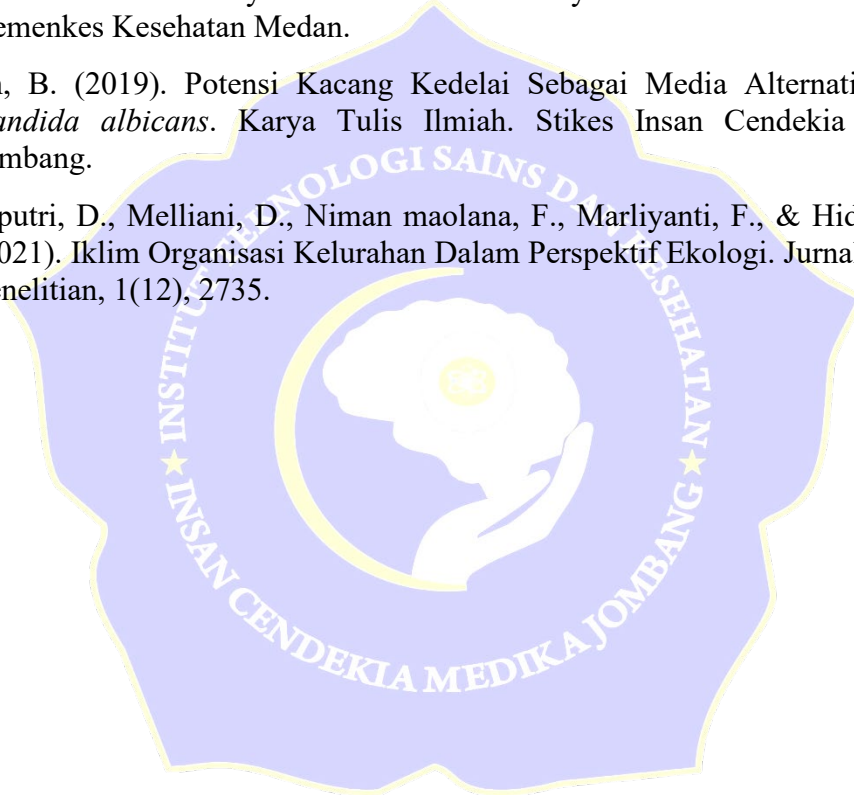 emenkes Kesehatan Medan.
, B. (2019). Potensi Kacang Kedelai Sebagai Media Alternati
andida albicans. Karya Tulis Ilmiah. Stikes Insan Cendekia
mbang.
putri, D., Melliani, D., Niman maolana, F., Marliyanti, F., & Hid
021). Iklim Organisasi Kelurahan Dalam Perspektif Ekologi. Jurnal
enelitian, 1(12), 2735.
INSTITUT TEKNOLOGI SAINS DAN KESEHATAN
INSAN CENDEKIA MEDIKA JOMBANG